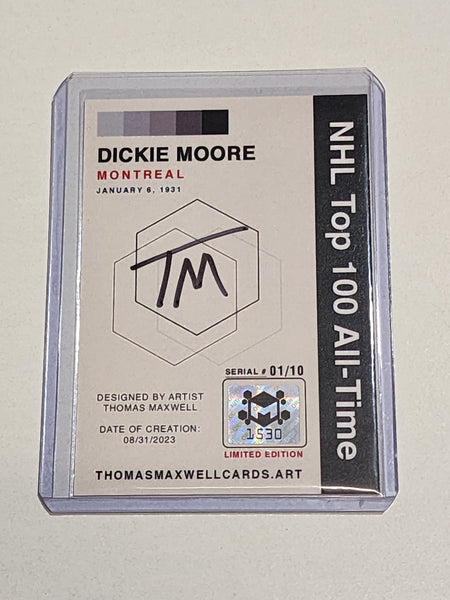 DICKIE MOORE
MONTREAL
JANUARY 6, 1931
TM
SERIAL # 01/10
1530
LIMITED EDITION
DESIGNED BY ARTIST
THOMAS MAXWELL
DATE OF CREATION:
08/31/2023
THOMASMAXWELLCARDS.ART
NHL Top 100 All-Time